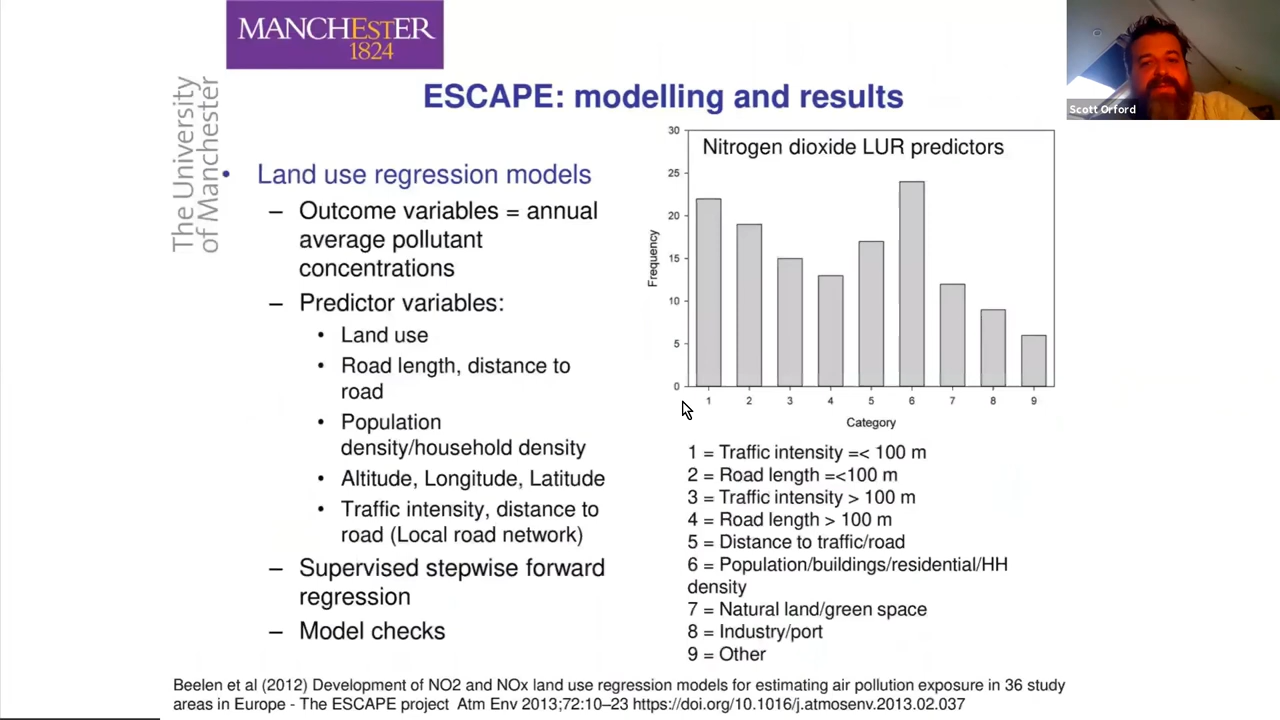 MANCHESTER
1824
The University
of Manchester
Scott Orford
ESCAPE: modelling and results
• Land use regression models
– Outcome variables = annual
average pollutant
concentrations
– Predictor variables:
• Land use
• Road length, distance to
road
• Population
density/household density
• Altitude, Longitude, Latitude
• Traffic intensity, distance to
road (Local road network)
– Supervised stepwise forward
regression
– Model checks
Nitrogen dioxide LUR predictors
Frequency
30
25
20
15
10
5
0
1 2 3 4 5 6 7 8 9
Category
1 = Traffic intensity =< 100 m
2 = Road length =<100 m
3 = Traffic intensity > 100 m
4 = Road length > 100 m
5 = Distance to traffic/road
6 = Population/buildings/residential/HH
density
7 = Natural land/green space
8 = Industry/port
9 = Other
Beelen et al (2012) Development of NO2 and NOx land use regression models for estimating air pollution exposure in 36 study
areas in Europe - The ESCAPE project Atm Env 2013;72:10–23 https://doi.org/10.1016/j.atmosenv.2013.02.037